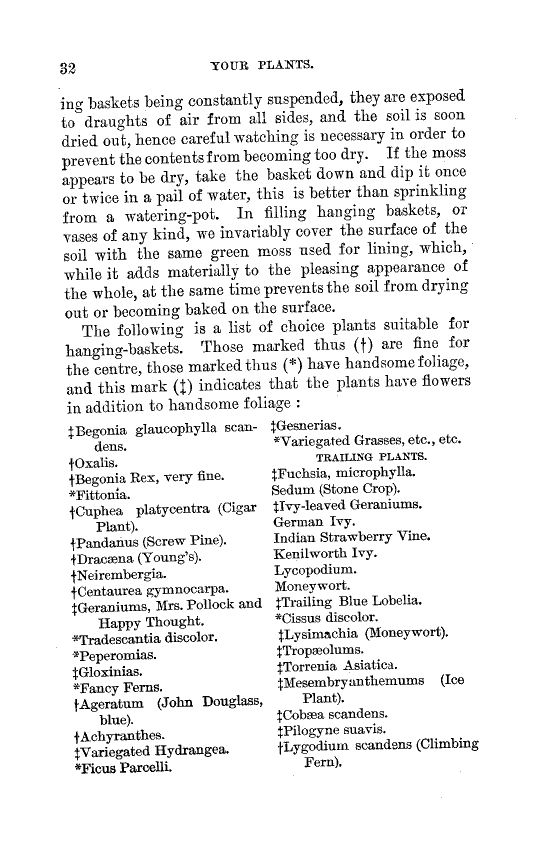 32 YOUR PLANTS.
ing baskets being constantly suspended, they are exposed
to draughts of air from all sides, and the soil is soon
dried out, hence careful watching is necessary in order to
prevent the contents from becoming too dry. If the moss
appears to be dry, take the basket down and dip it once
or twice in a pail of water, this is better than sprinkling
from a watering-pot. In filling hanging baskets, or
vases of any kind, we invariably cover the surface of the
soil with the same green moss used for lining, which,
while it adds materially to the pleasing appearance of
the whole, at the same time prevents the soil from drying
out or becoming baked on the surface.
The following is a list of choice plants suitable for
hanging-baskets. Those marked thus (†) are fine for
the centre, those marked thus (*) have handsome foliage,
and this mark (‡) indicates that the plants have flowers
in addition to handsome foliage :
‡Begonia glaucophylla scan-
dens.
†Oxalis.
†Begonia Rex, very fine.
*Fittonia.
†Cuphea platycentra (Cigar
Plant).
†Pandanus (Screw Pine).
†Dracæna (Young's).
†Neirembergia.
†Centaurea gymnocarpa.
‡Geraniums, Mrs. Pollock and
Happy Thought.
*Tradescantia discolor.
*Peperomias.
‡Gloxinias.
*Fancy Ferns.
†Ageratum (John Douglass,
blue).
†Achyranthes.
‡Variegated Hydrangea.
*Ficus Parcelli.
‡Gesnerias.
*Variegated Grasses, etc., etc.
TRAILING PLANTS.
‡Fuchsia, microphylla.
Sedum (Stone Crop).
‡Ivy-leaved Geraniums.
German Ivy.
Indian Strawberry Vine.
Kenilworth Ivy.
Lycopodium.
Moneywort.
‡Trailing Blue Lobelia.
*Cissus discolor.
‡Lysimachia (Moneywort).
‡Tropæolums.
‡Torrenia Asiatica.
‡Mesembryanthemums (Ice
Plant).
‡Cobæa scandens.
‡Pilogyne suavis.
†Lygodium scandens (Climbing
Fern).